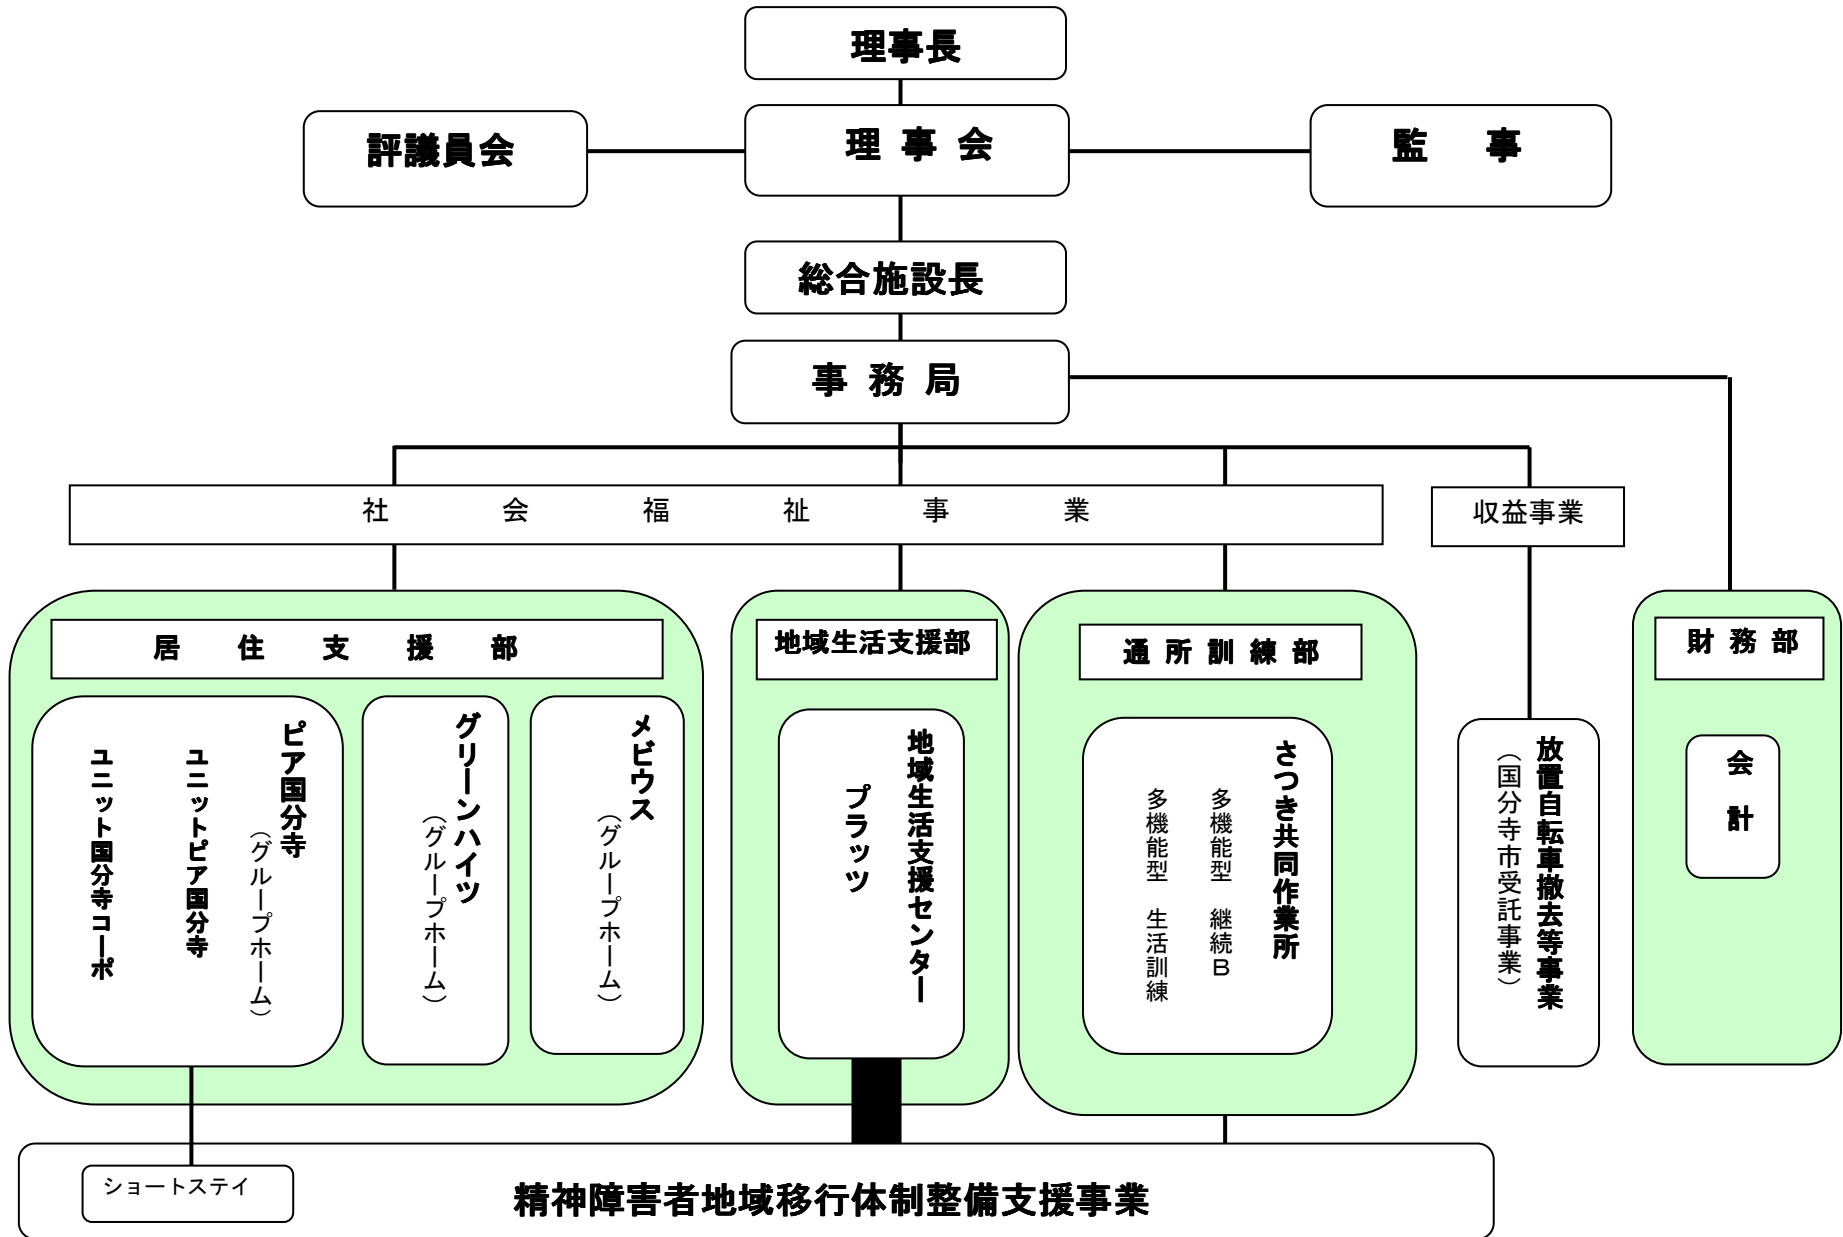 理事長
評議員会
理 事 会
監 事
総合施設長
事 務 局
社 会 福 祉 事 業
収益事業
居 住 支 援 部
地域生活支援部
通 所 訓 練 部
財 務 部
ピア国分寺
（グループホーム）
ユニットピア国分寺
ユニット国分寺コーポ
グリーンハイツ
（グループホーム）
メビウス
（グループホーム）
地域生活支援センター
プラッツ
さつき共同作業所
多機能型 継続B
多機能型 生活訓練
放置自転車撤去等事業
（国分寺市受託事業）
会 計
ショートステイ
精神障害者地域移行体制整備支援事業